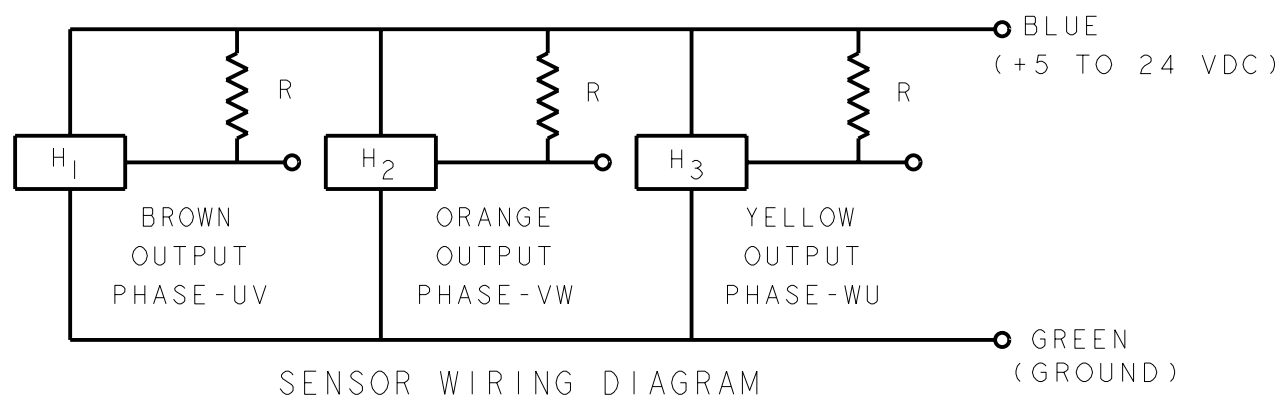 BLUE
(+5 TO 24 VDC)
R
R
R
H1
H2
H3
BROWN
OUTPUT
PHASE-UV
ORANGE
OUTPUT
PHASE-VW
YELLOW
OUTPUT
PHASE-WU
GREEN
(GROUND)
SENSOR WIRING DIAGRAM